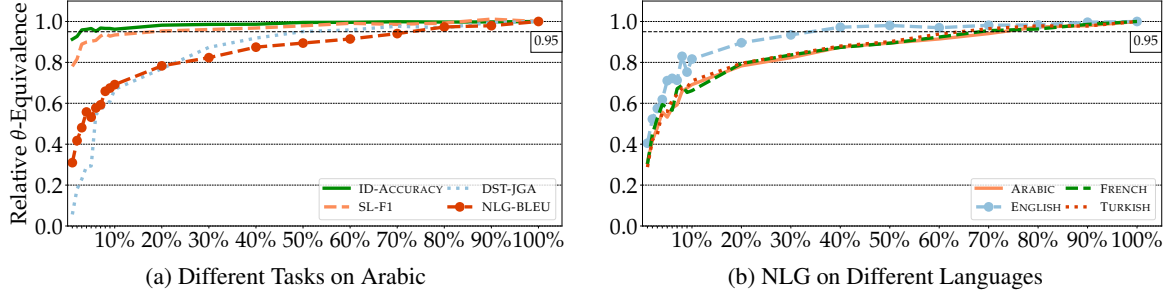 Relative θ-Equivalence
1.0
0.8
0.6
0.4
0.2
0.0
0.95
ID-ACCURACY
SL-F1
DST-JGA
NLG-BLEU
10% 20% 30% 40% 50% 60% 70% 80% 90% 100%
(a) Different Tasks on Arabic
1.0
0.8
0.6
0.4
0.2
0.0
0.95
ARABIC
ENGLISH
FRENCH
TURKISH
10% 20% 30% 40% 50% 60% 70% 80% 90% 100%
(b) NLG on Different Languages